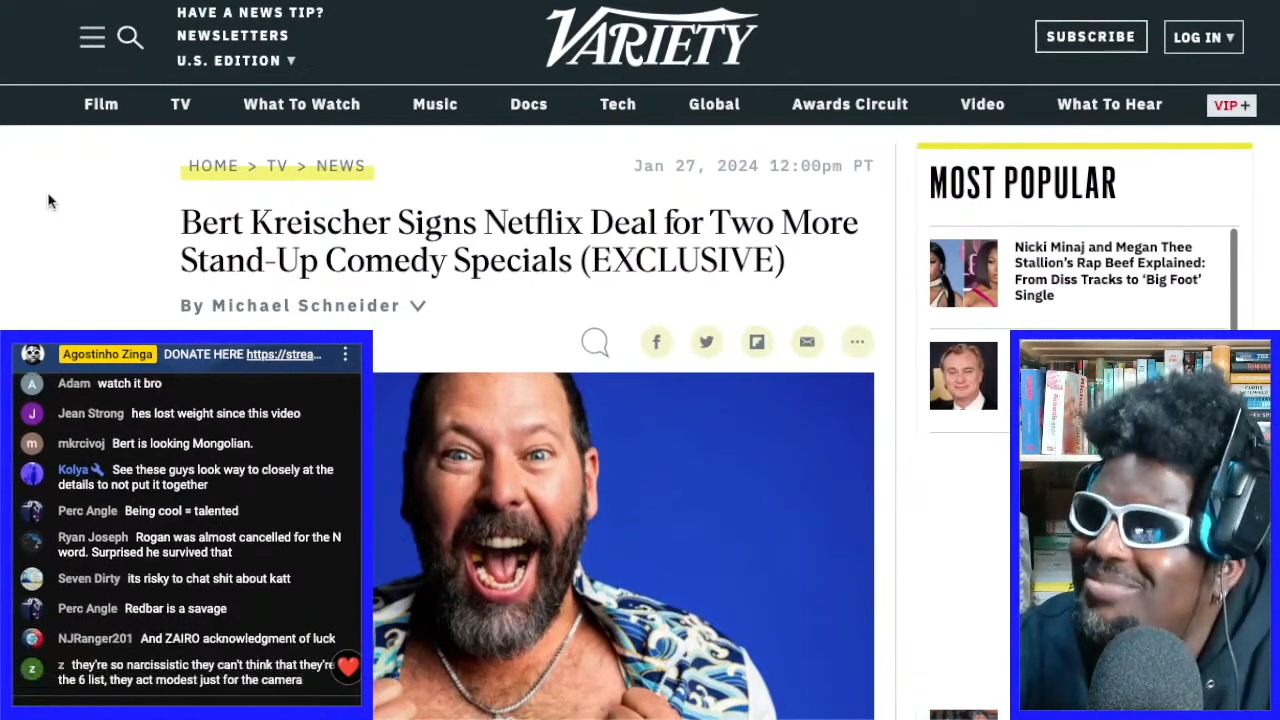 HAVE A NEWS TIP?
NEWSLETTERS
U.S. EDITION ▼
VARIETY
SUBSCRIBE
LOG IN ▼
Film
TV
What To Watch
Music
Docs
Tech
Global
Awards Circuit
Video
What To Hear
VIP+
HOME > TV > NEWS
Jan 27, 2024 12:00pm PT
Bert Kreischer Signs Netflix Deal for Two More
Stand-Up Comedy Specials (EXCLUSIVE)
By Michael Schneider
MOST POPULAR
Nicki Minaj and Megan Thee
Stallion's Rap Beef Explained:
From Diss Tracks to 'Big Foot'
Single
Agostinho Zinga DONATE HERE https://strea...
A Adam watch it bro
J Jean Strong hes lost weight since this video
m mkrcivoj Bert is looking Mongolian.
Kolya See these guys look way to closely at the
details to not put it together
Perc Angle Being cool = talented
Ryan Joseph Rogan was almost cancelled for the N
word. Surprised he survived that
Seven Dirty its risky to chat shit about katt
Perc Angle Redbar is a savage
NJRanger201 And ZAIRO acknowledgment of luck
z z they're so narcissistic they can't think that they're
the 6 list, they act modest just for the camera